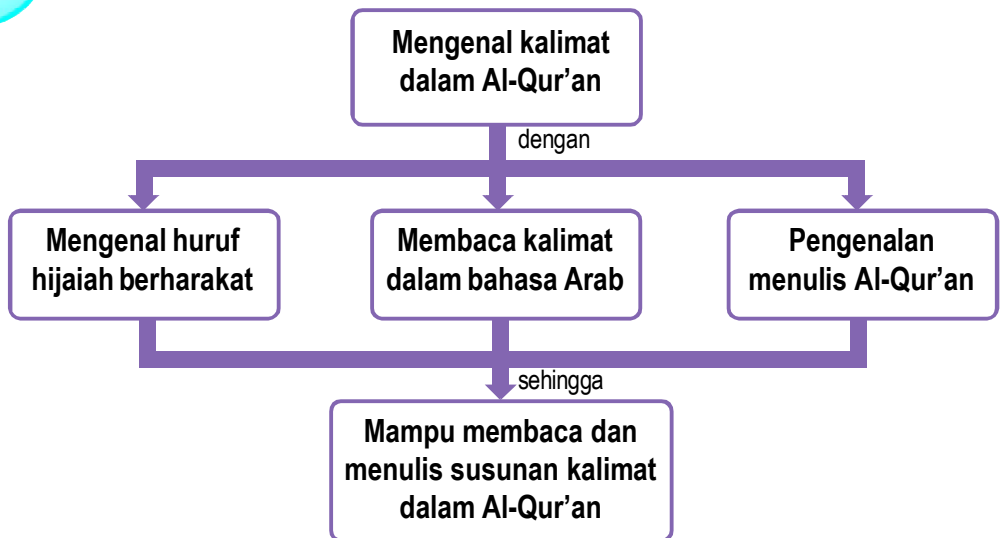 Mengenal kalimat
dalam Al-Qur’an
dengan
Mengenal huruf
hijaiah berharakat
Membaca kalimat
dalam bahasa Arab
Pengenalan
menulis Al-Qur’an
sehingga
Mampu membaca dan
menulis susunan kalimat
dalam Al-Qur’an